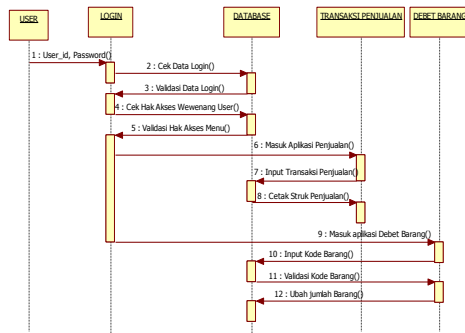 USER
LOGIN
DATABASE
TRANSAKSI PENJUALAN
DEBET BARANG
1 : User_id, Password()
2 : Cek Data Login()
3 : Validasi Data Login()
4 : Cek Hak Akses Wewenang User()
5 : Validasi Hak Akses Menu()
6 : Masuk Aplikasi Penjualan()
7 : Input Transaksi Penjualan()
8 : Cetak Struk Penjualan()
9 : Masuk aplikasi Debet Barang()
10 : Input Kode Barang()
11 : Validasi Kode Barang()
12 : Ubah jumlah Barang()